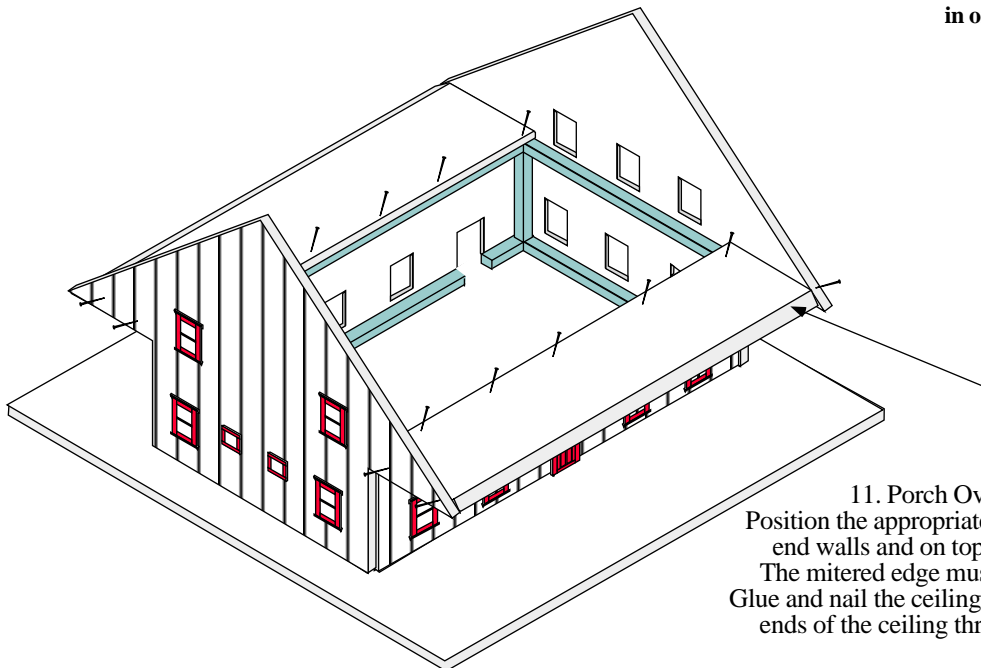 in o
11. Porch Ov
Position the appropriate
end walls and on top
The mitered edge mus
Glue and nail the ceiling
ends of the ceiling thr